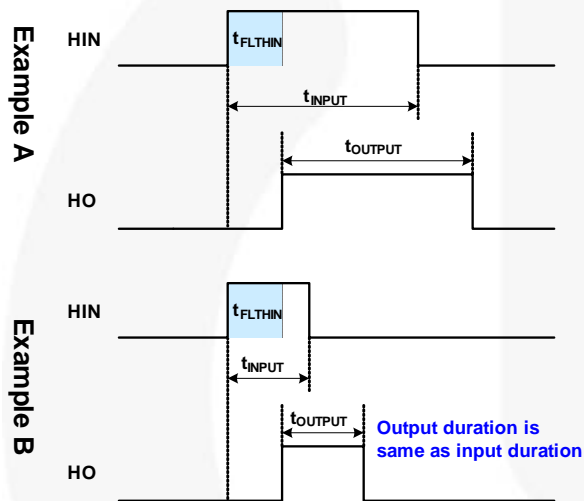 Example A
HIN
tFLTHIN
tINPUT
tOUTPUT
HO
Example B
HIN
tFLTHIN
tINPUT
tOUTPUT
Output duration is
same as input duration
HO